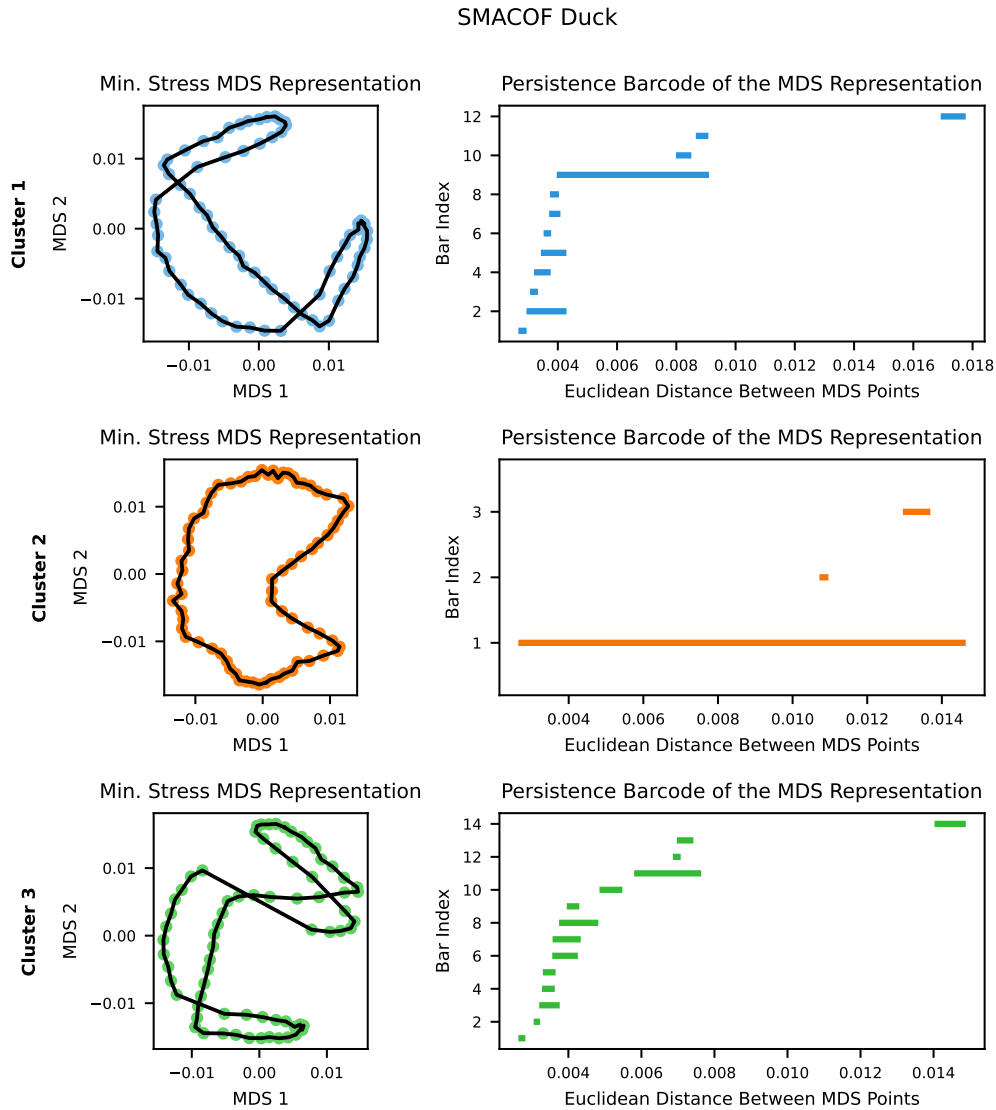 SMACOF Duck
Min. Stress MDS Representation
Persistence Barcode of the MDS Representation
Cluster 1
MDS 2
0.01
0.00
−0.01
−0.01
0.00
0.01
MDS 1
Bar Index
12
10
8
6
4
2
0.004
0.006
0.008
0.010
0.012
0.014
0.016
0.018
Euclidean Distance Between MDS Points
Min. Stress MDS Representation
Persistence Barcode of the MDS Representation
Cluster 2
MDS 2
0.01
0.00
−0.01
−0.01
0.00
0.01
MDS 1
Bar Index
3
2
1
0.004
0.006
0.008
0.010
0.012
0.014
Euclidean Distance Between MDS Points
Min. Stress MDS Representation
Persistence Barcode of the MDS Representation
Cluster 3
MDS 2
0.01
0.00
−0.01
−0.01
0.00
0.01
MDS 1
Bar Index
14
12
10
8
6
4
2
0.004
0.006
0.008
0.010
0.012
0.014
Euclidean Distance Between MDS Points